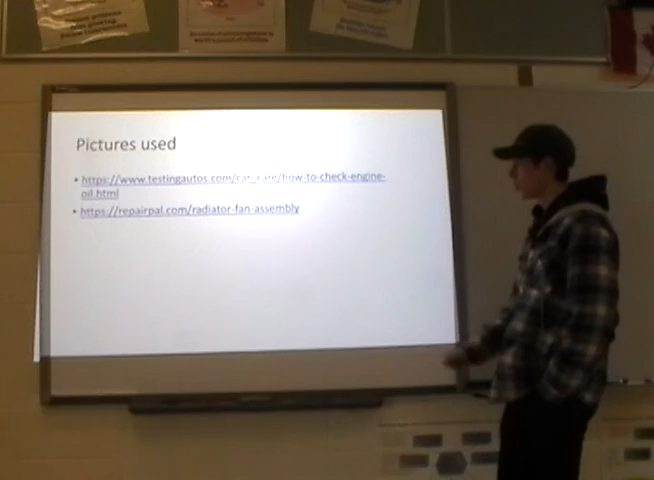 Pictures used
• https://www.testingautos.com/car_care/how-to-check-engine-
oil.html
• https://repairpal.com/radiator-fan-assembly